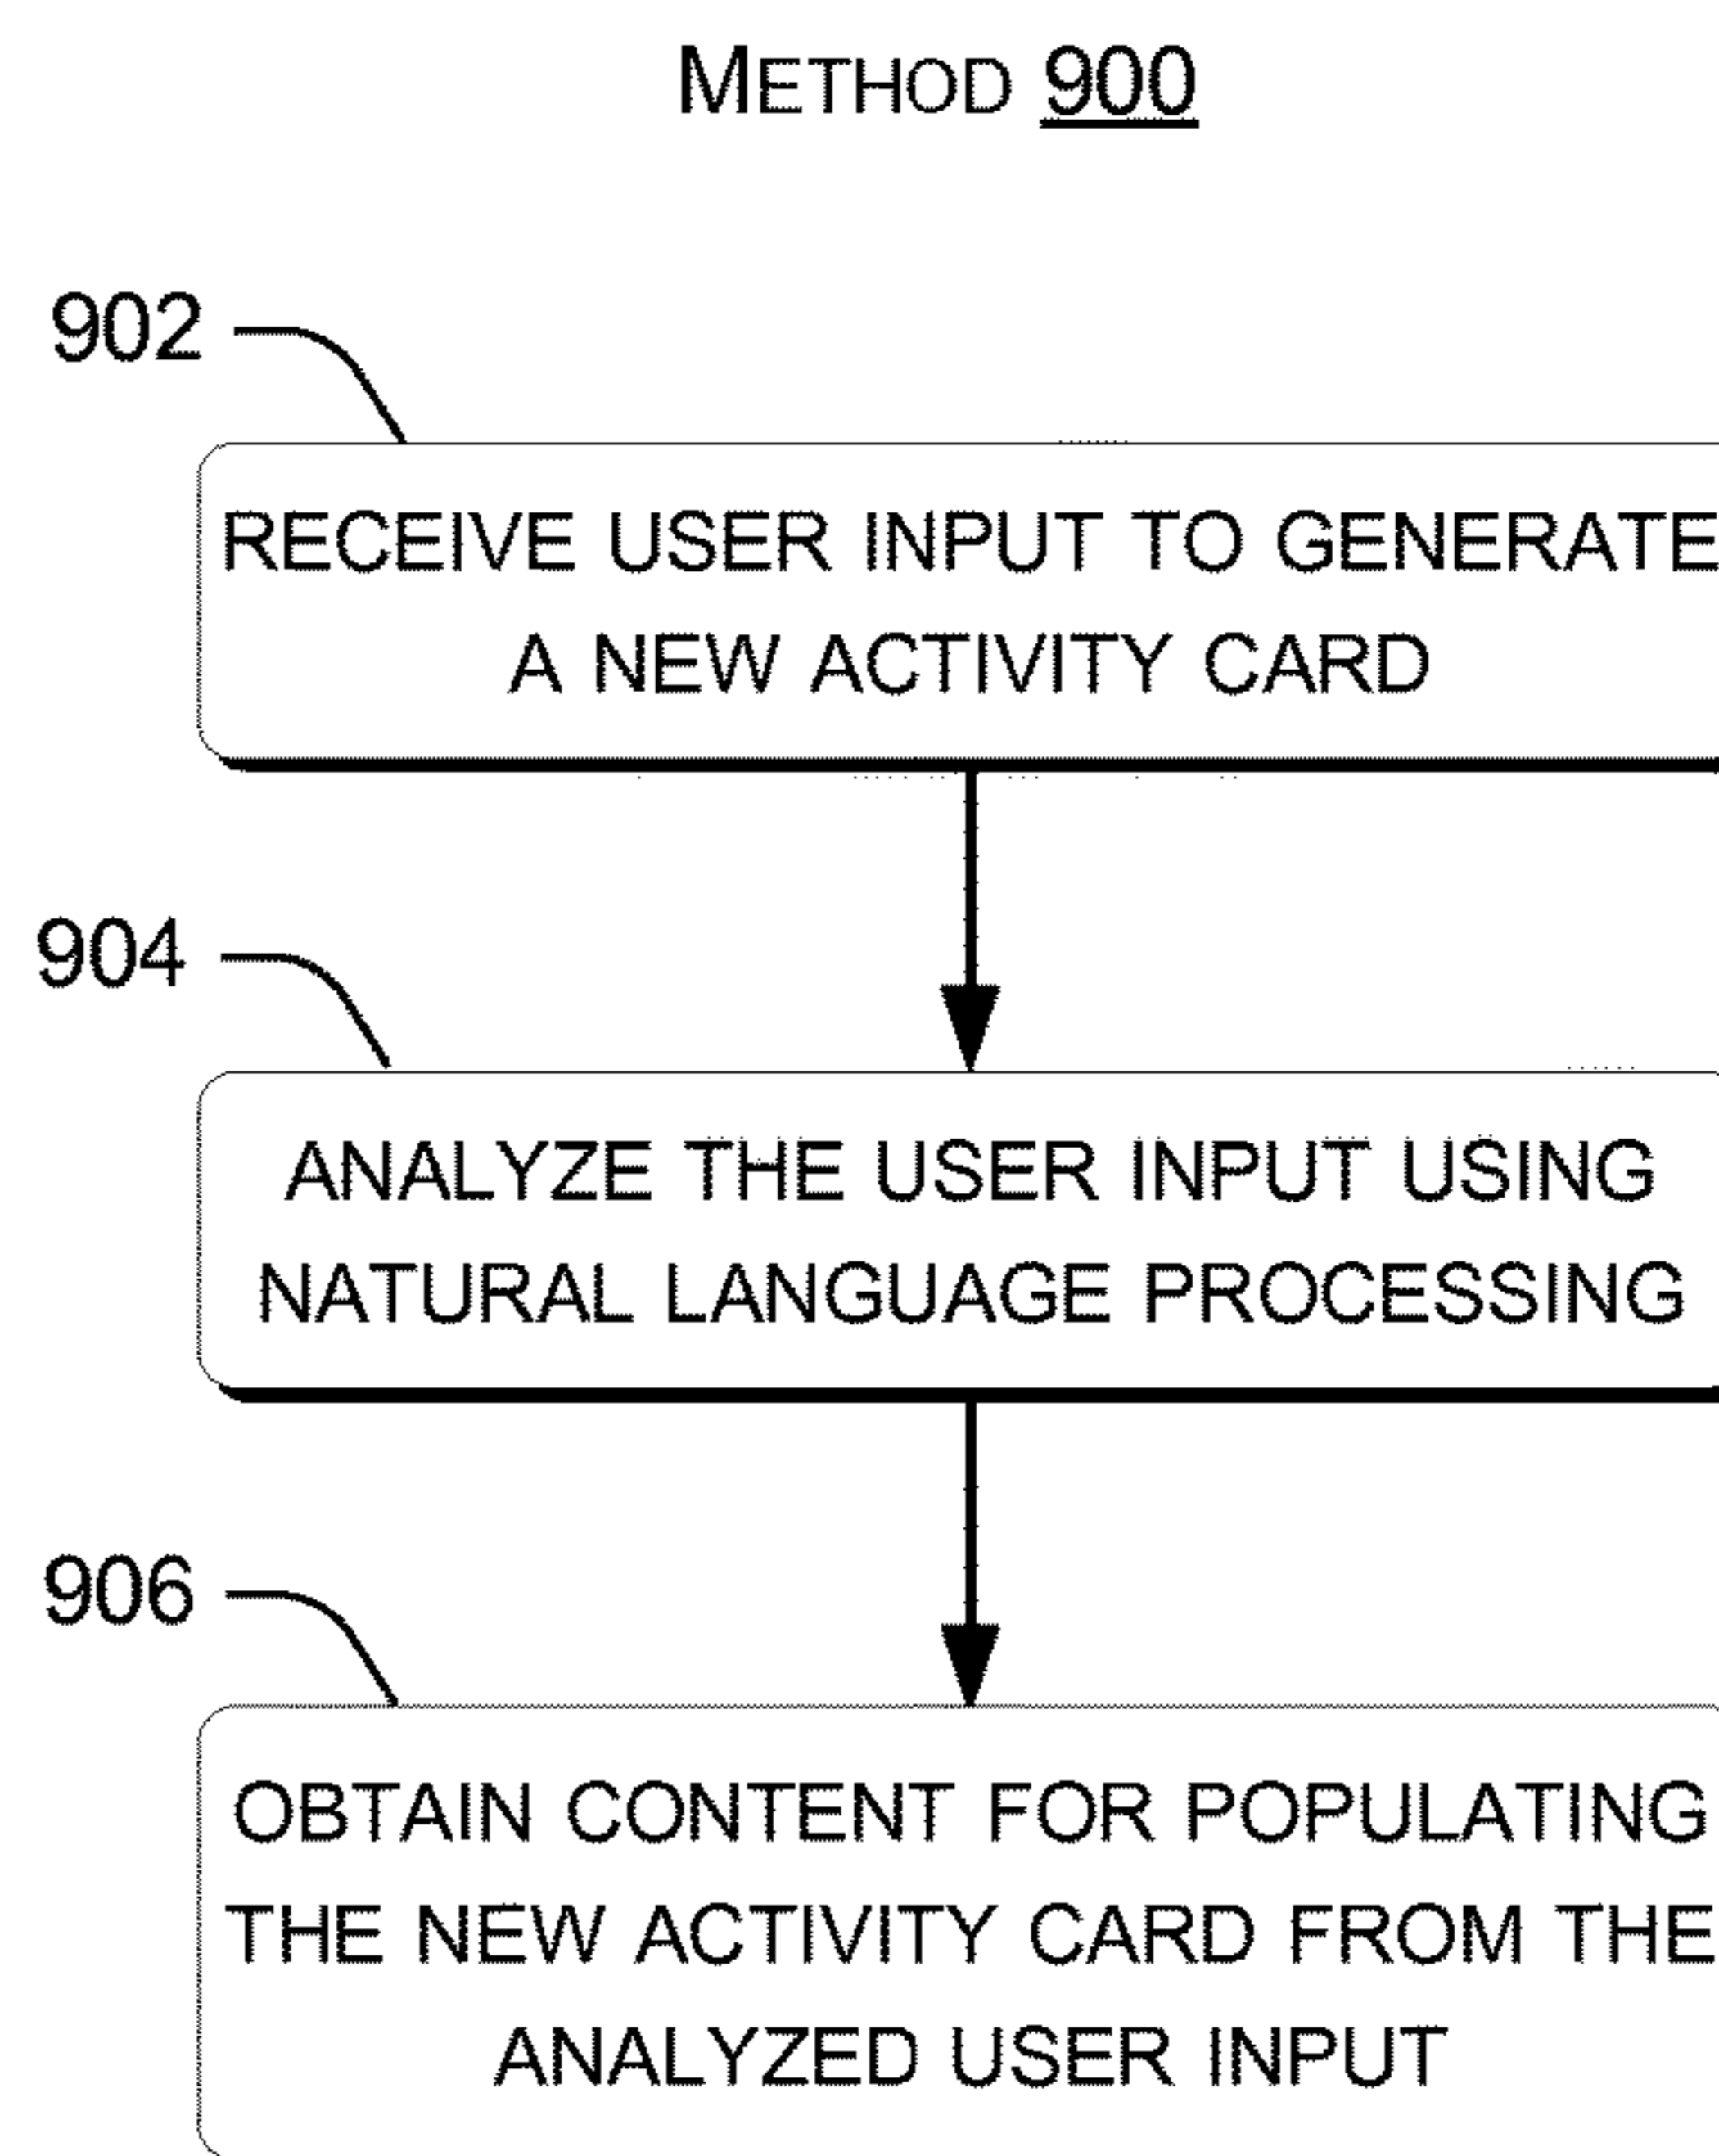 METHOD 900
902
RECEIVE USER INPUT TO GENERATE
A NEW ACTIVITY CARD
904
ANALYZE THE USER INPUT USING
NATURAL LANGUAGE PROCESSING
906
OBTAIN CONTENT FOR POPULATING
THE NEW ACTIVITY CARD FROM THE
ANALYZED USER INPUT